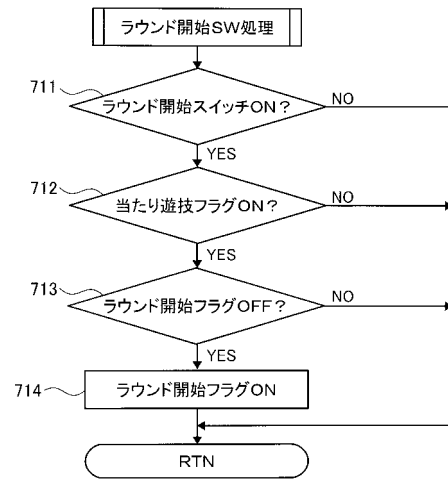 ラウンド開始SW処理
711
ラウンド開始スイッチON?
NO
YES
712
当たり遊技フラグON?
NO
YES
713
ラウンド開始フラグOFF?
NO
YES
714
ラウンド開始フラグON
RTN